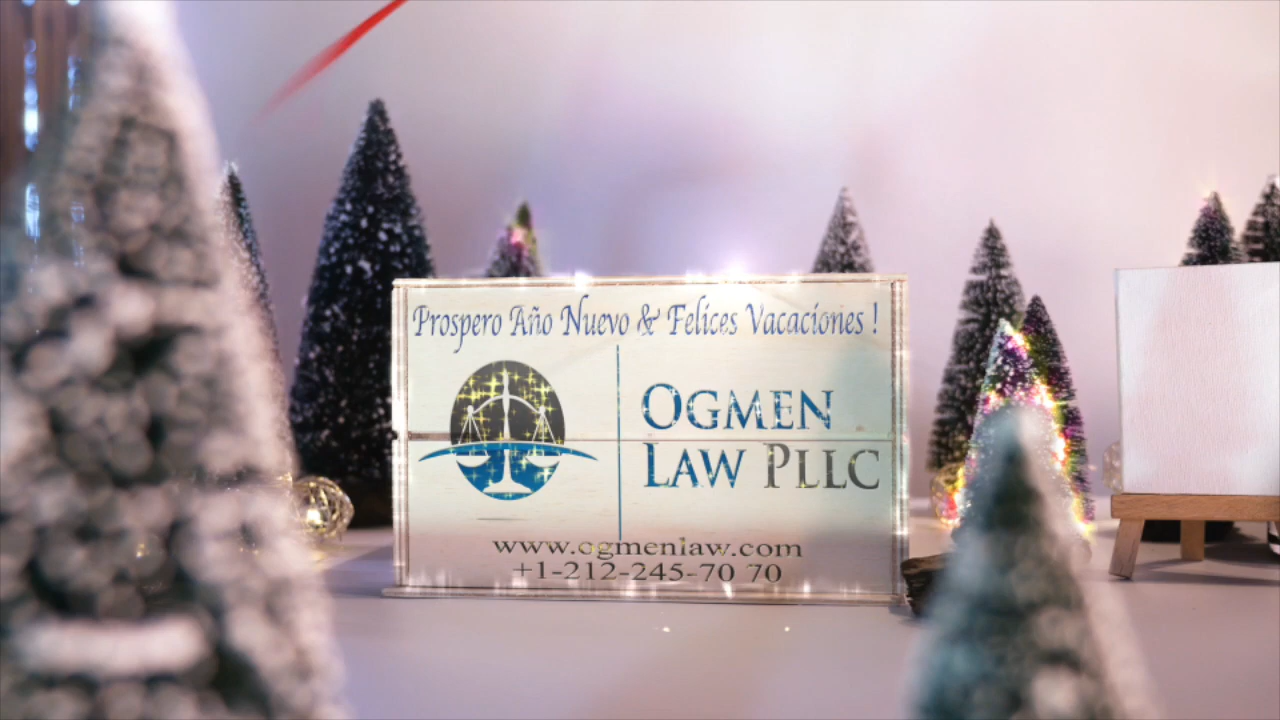 Prospero Año Nuevo & Felices Vacaciones !
OGMEN
LAW PLLC
www.ogmenlaw.com
+1-212-245-70 70